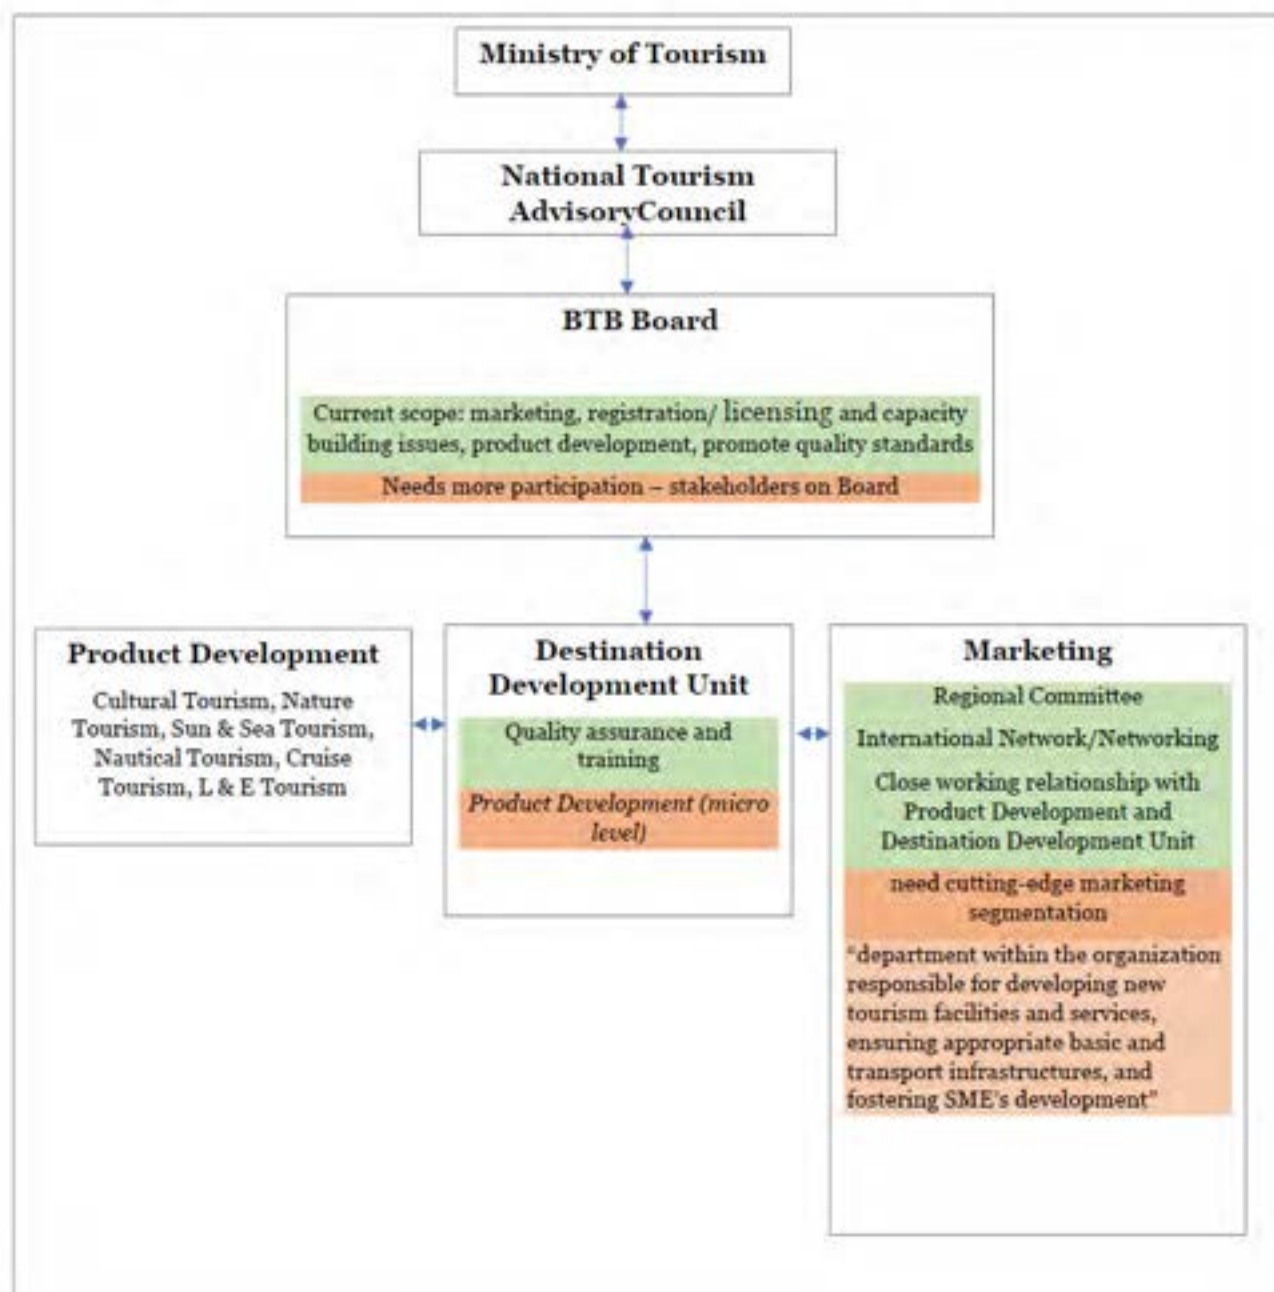 Ministry of Tourism
National Tourism
AdvisoryCouncil
BTB Board
Current scope: marketing, registration/ licensing and capacity
building issues, product development, promote quality standards
Needs more participation – stakeholders on Board
Product Development
Cultural Tourism, Nature
Tourism, Sun & Sea Tourism,
Nautical Tourism, Cruise
Tourism, L & E Tourism
Destination
Development Unit
Quality assurance and
training
Product Development (micro
level)
Marketing
Regional Committee
International Network/Networking
Close working relationship with
Product Development and
Destination Development Unit
need cutting-edge marketing
segmentation
“department within the organization
responsible for developing new
tourism facilities and services,
ensuring appropriate basic and
transport infrastructures, and
fostering SME's development”